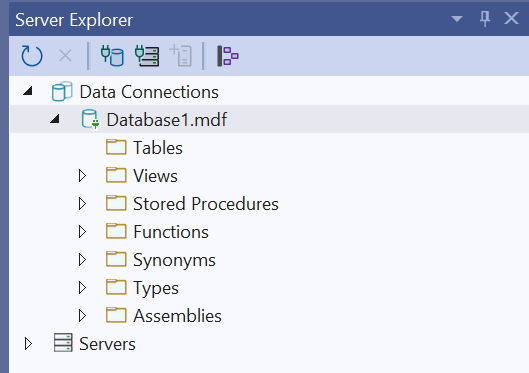 Server Explorer
Data Connections
Database1.mdf
Tables
Views
Stored Procedures
Functions
Synonyms
Types
Assemblies
Servers